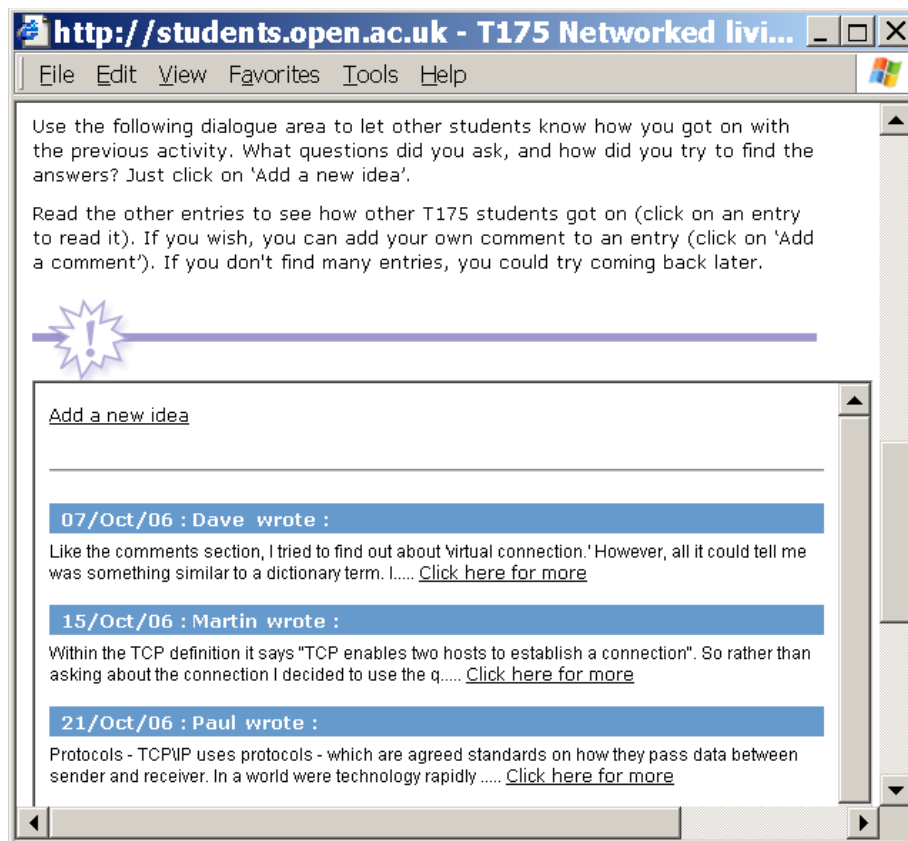 http://students.open.ac.uk - T175 Networked livi...
File Edit View Favorites Tools Help
Use the following dialogue area to let other students know how you got on with
the previous activity. What questions did you ask, and how did you try to find the
answers? Just click on 'Add a new idea'.
Read the other entries to see how other T175 students got on (click on an entry
to read it). If you wish, you can add your own comment to an entry (click on 'Add
a comment'). If you don't find many entries, you could try coming back later.
!
Add a new idea
07/Oct/06 : Dave wrote :
Like the comments section, I tried to find out about 'virtual connection.' However, all it could tell me
was something similar to a dictionary term. I..... Click here for more
15/Oct/06 : Martin wrote :
Within the TCP definition it says "TCP enables two hosts to establish a connection". So rather than
asking about the connection I decided to use the q..... Click here for more
21/Oct/06 : Paul wrote :
Protocols - TCP\IP uses protocols - which are agreed standards on how they pass data between
sender and receiver. In a world were technology rapidly ..... Click here for more